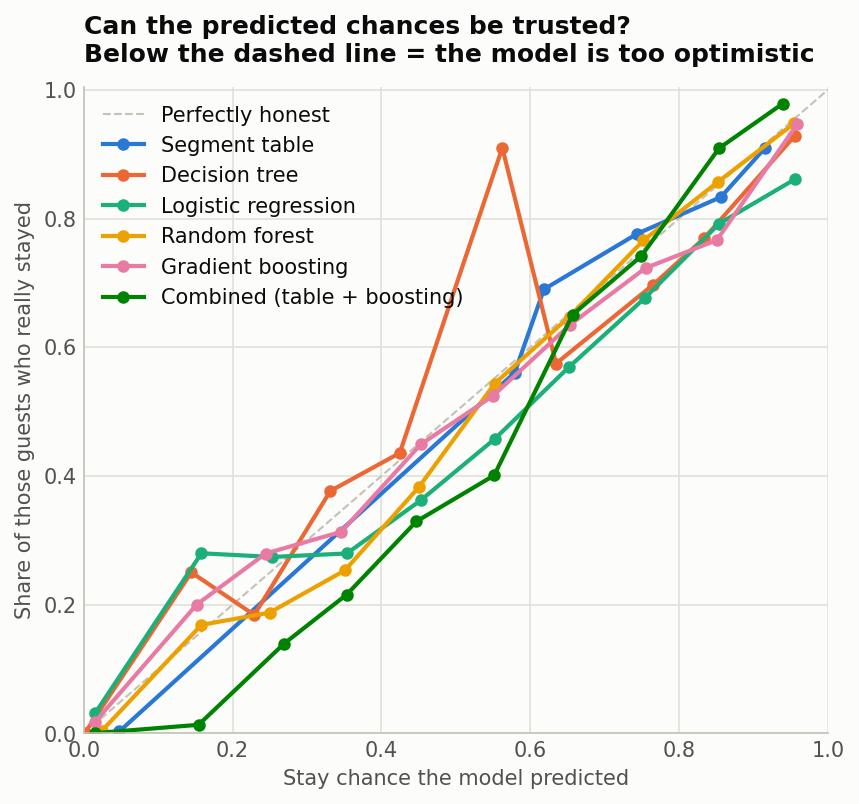 Can the predicted chances be trusted?
Below the dashed line = the model is too optimistic
Perfectly honest
Segment table
Decision tree
Logistic regression
Random forest
Gradient boosting
Combined (table + boosting)
Share of those guests who really stayed
1.0
0.8
0.6
0.4
0.2
0.0
0.0 0.2 0.4 0.6 0.8 1.0
Stay chance the model predicted